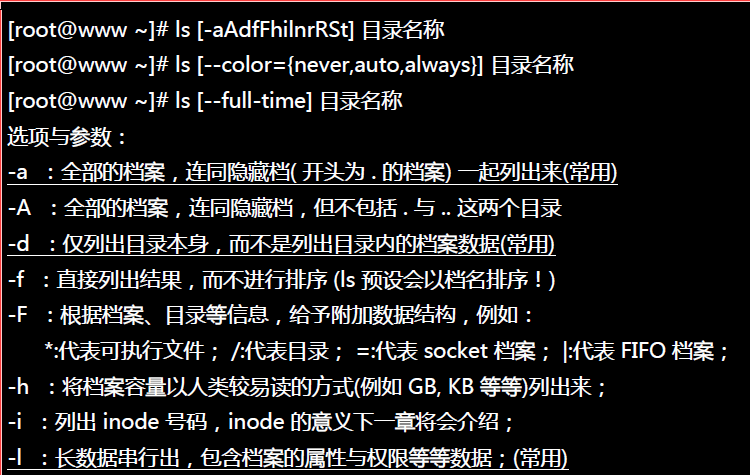 [root@www ~]# ls [-aAdfFhilnrRSt] 目录名称
[root@www ~]# ls [--color={never,auto,always}] 目录名称
[root@www ~]# ls [--full-time] 目录名称
选项与参数：
-a ：全部的档案，连同隐藏档( 开头为 . 的档案) 一起列出来(常用)
-A ：全部的档案，连同隐藏档，但不包括 . 与 .. 这两个目录
-d ：仅列出目录本身，而不是列出目录内的档案数据(常用)
-f ：直接列出结果，而不进行排序 (ls 预设会以档名排序！)
-F ：根据档案、目录等信息，给予附加数据结构，例如：
*:代表可执行文件； /:代表目录； =:代表 socket 档案； |:代表 FIFO 档案；
-h ：将档案容量以人类较易读的方式(例如 GB, KB 等等)列出来；
-i ：列出 inode 号码，inode 的意义下一章将会介绍；
-l ：长数据串行出，包含档案的属性与权限等等数据；(常用)